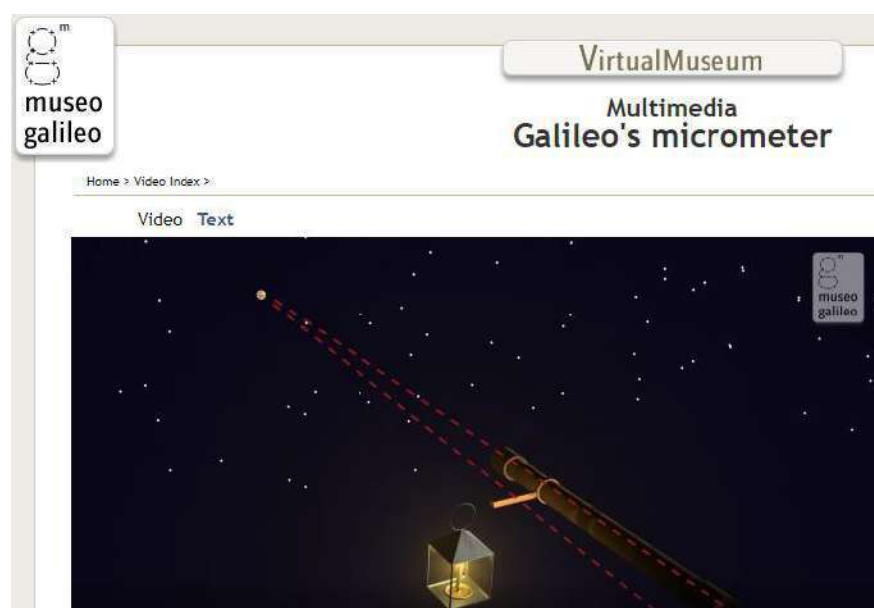 museo
galileo
VirtualMuseum
Multimedia
Galileo's micrometer
Home > Video Index >
Video Text
museo
galileo